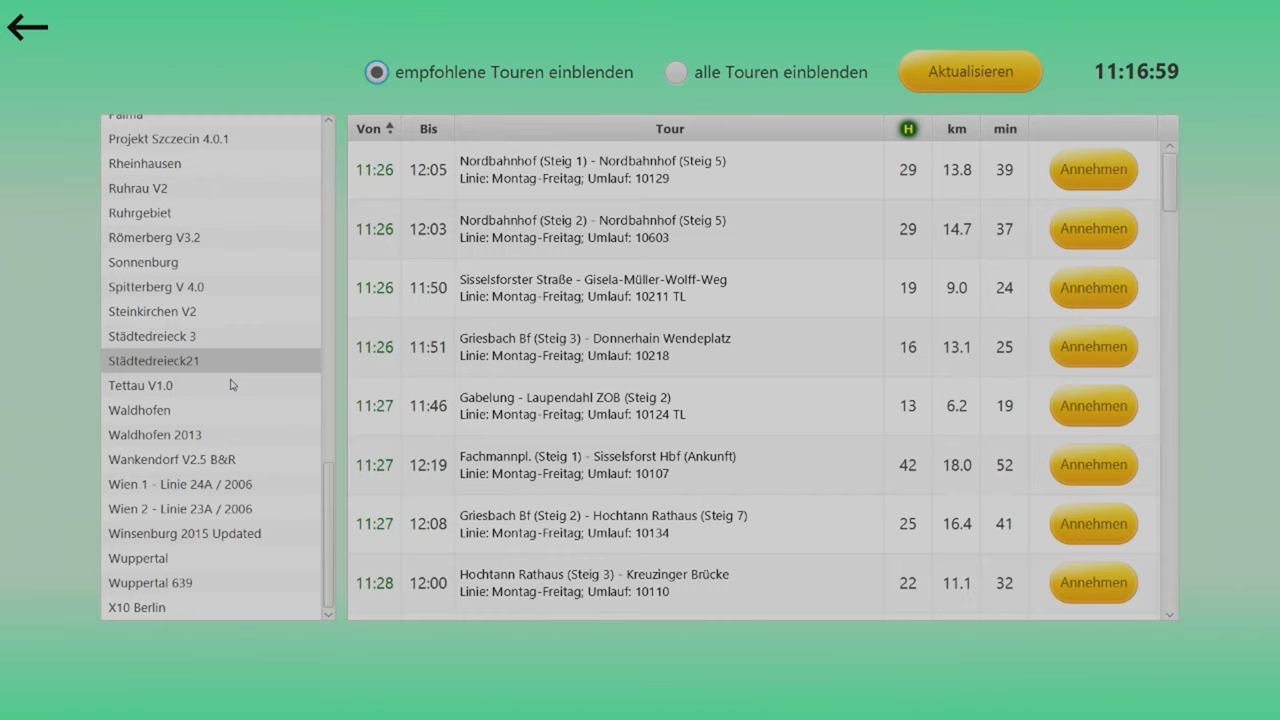 empfohlene Touren einblenden
alle Touren einblenden
Aktualisieren
11:16:59
Palma
Projekt Szczecin 4.0.1
Rheinhausen
Ruhrau V2
Ruhrgebiet
Römerberg V3.2
Sonnenburg
Spitterberg V 4.0
Steinkirchen V2
Städtedreieck 3
Städtedreieck21
Tettau V1.0
Waldhofen
Waldhofen 2013
Wankendorf V2.5 B&R
Wien 1 - Linie 24A / 2006
Wien 2 - Linie 23A / 2006
Winsenburg 2015 Updated
Wuppertal
Wuppertal 639
X10 Berlin
Von Bis Tour H km min
11:26 12:05 Nordbahnhof (Steig 1) - Nordbahnhof (Steig 5) 29 13.8 39 Annehmen
Linie: Montag-Freitag; Umlauf: 10129
11:26 12:03 Nordbahnhof (Steig 2) - Nordbahnhof (Steig 5) 29 14.7 37 Annehmen
Linie: Montag-Freitag; Umlauf: 10603
11:26 11:50 Sisselsforster Straße - Gisela-Müller-Wolff-Weg 19 9.0 24 Annehmen
Linie: Montag-Freitag; Umlauf: 10211 TL
11:26 11:51 Griesbach Bf (Steig 3) - Donnerhain Wendeplatz 16 13.1 25 Annehmen
Linie: Montag-Freitag; Umlauf: 10218
11:27 11:46 Gabelung - Laupendahl ZOB (Steig 2) 13 6.2 19 Annehmen
Linie: Montag-Freitag; Umlauf: 10124 TL
11:27 12:19 Fachmannpl. (Steig 1) - Sisselsforst Hbf (Ankunft) 42 18.0 52 Annehmen
Linie: Montag-Freitag; Umlauf: 10107
11:27 12:08 Griesbach Bf (Steig 2) - Hochtann Rathaus (Steig 7) 25 16.4 41 Annehmen
Linie: Montag-Freitag; Umlauf: 10134
11:28 12:00 Hochtann Rathaus (Steig 3) - Kreuzinger Brücke 22 11.1 32 Annehmen
Linie: Montag-Freitag; Umlauf: 10110